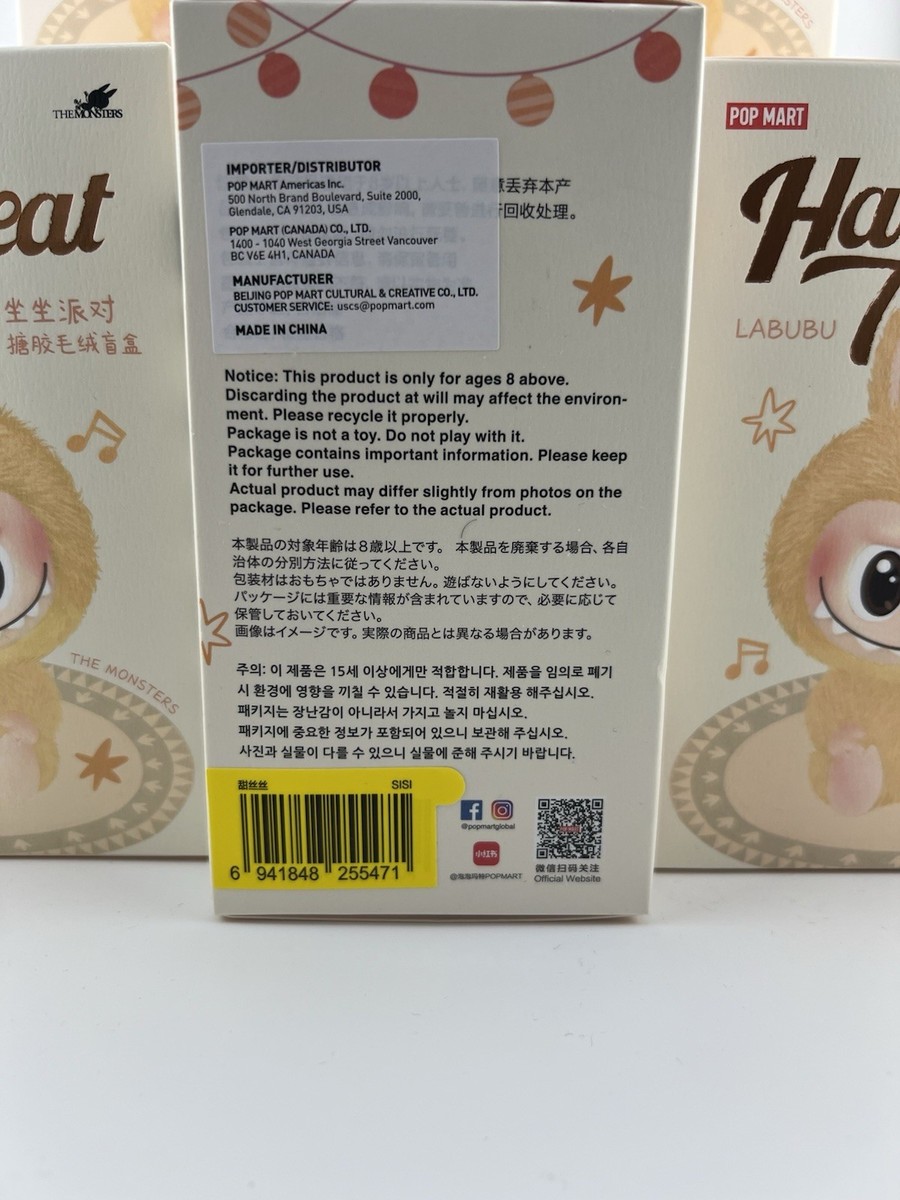 THE MONSTERS
eat
坐坐派对
搪胶毛绒盲盒
THE MONSTERS
IMPORTER/DISTRIBUTOR
POP MART Americas Inc.
500 North Brand Boulevard, Suite 2000,
Glendale, CA 91203, USA
POP MART (CANADA) CO., LTD.
1400 - 1040 West Georgia Street Vancouver
BC V6E 4H1, CANADA
MANUFACTURER
BEIJING POP MART CULTURAL & CREATIVE CO., LTD.
CUSTOMER SERVICE: uscs@popmart.com
MADE IN CHINA
意丢弃本产
行回收处理。
Notice: This product is only for ages 8 above.
Discarding the product at will may affect the environ-
ment. Please recycle it properly.
Package is not a toy. Do not play with it.
Package contains important information. Please keep
it for further use.
Actual product may differ slightly from photos on the
package. Please refer to the actual product.
本製品の対象年齢は8歳以上です。 本製品を廃棄する場合、各自
治体の分別方法に従ってください。
包装材はおもちゃではありません。遊ばないようにしてください。
パッケージには重要な情報が含まれていますので、必要に応じて
保管しておいてください。
画像はイメージです。実際の商品とは異なる場合があります。
주의: 이 제품은 15세 이상에게만 적합합니다. 제품을 임의로 폐기
시 환경에 영향을 끼칠 수 있습니다. 적절히 재활용 해주십시오.
패키지는 장난감이 아니라서 가지고 놀지 마십시오.
패키지에 중요한 정보가 포함되어 있으니 보관해 주십시오.
사진과 실물이 다를 수 있으니 실물에 준해 주시기 바랍니다.
甜丝丝 SISI
6 941848 255471
@popmartglobal
小红书
@泡泡玛特POPMART
微信扫码关注
Official Website
POP MART
Ha
LABUBU